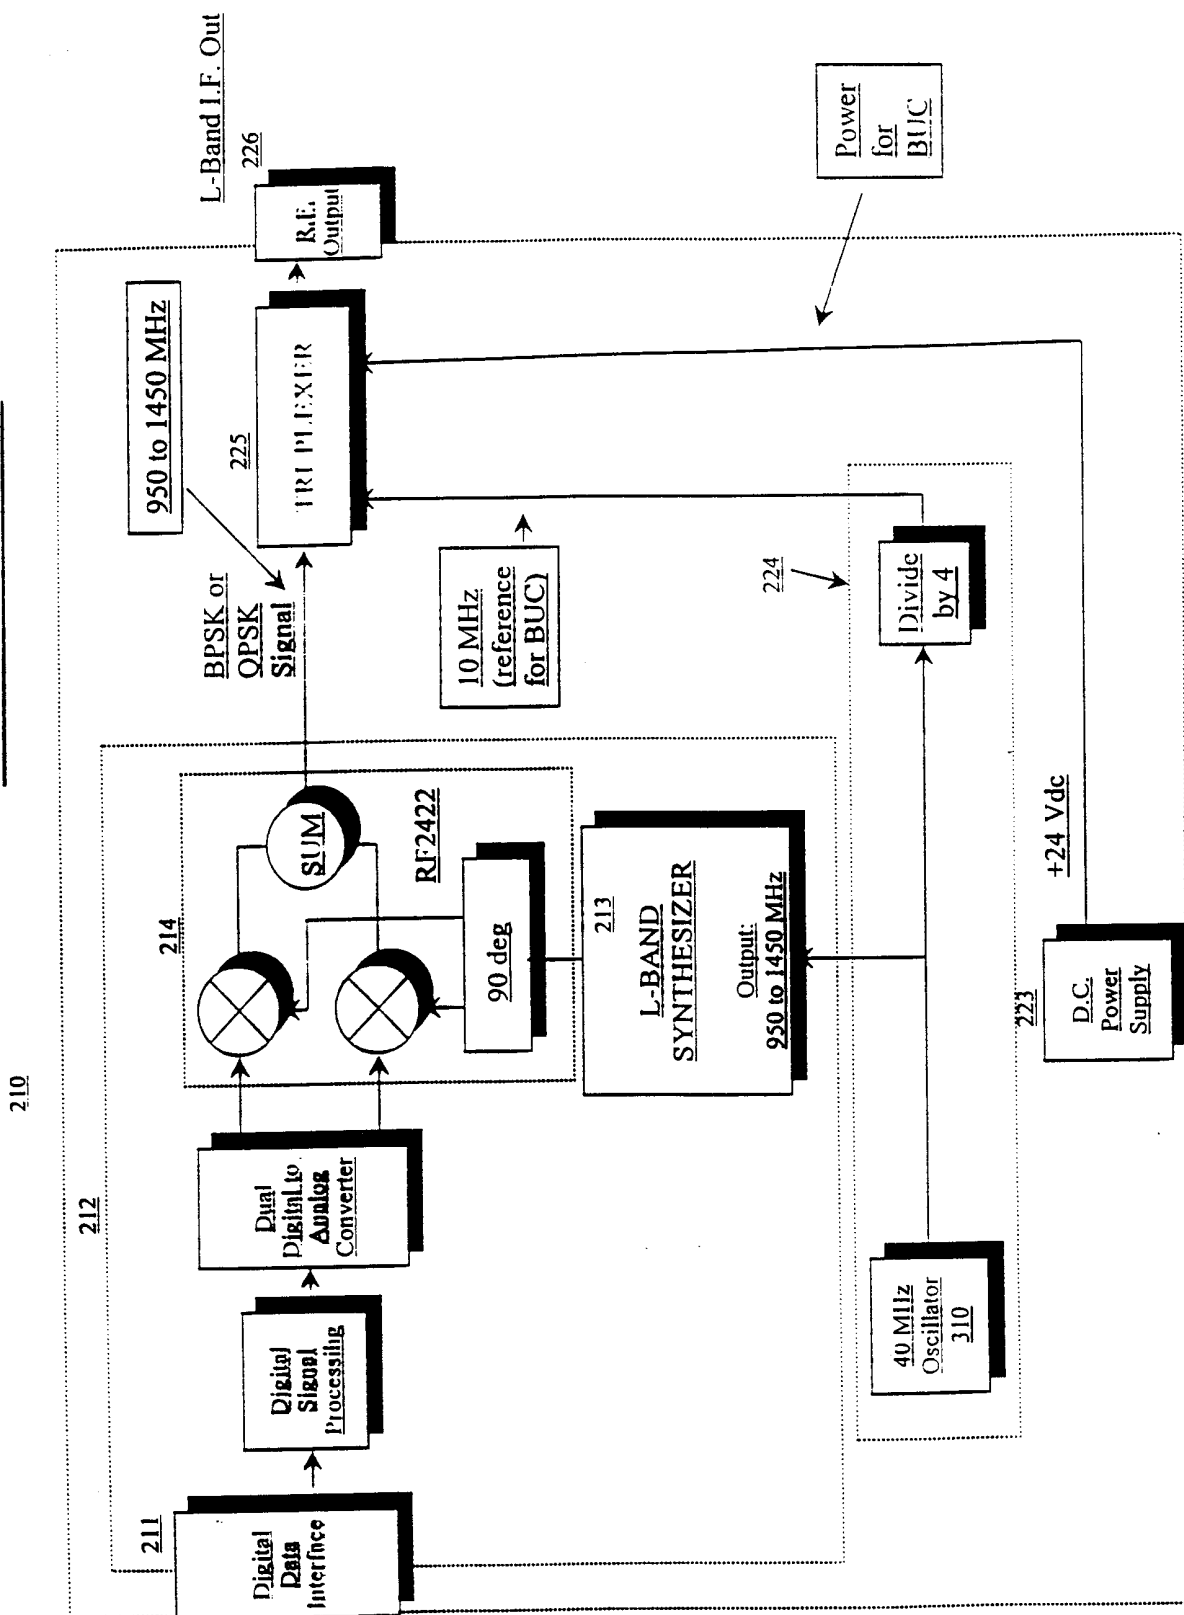 210
212
211
Digital
Data
Interface
Digital
Signal
Processing
Dual
Digital to
Analog
Converter
214
SUM
RF2422
90 deg
213
L-BAND
SYNTHESIZER
Output:
950 to 1450 MHz
BPSK or
QPSK
Signal
950 to 1450 MHz
225
TRI PLEXER
226
R.F.
Output
L-Band I.F. Out
10 MHz
(reference
for BUC)
224
Divide
by 4
40 MHz
Oscillator
310
223
D.C.
Power
Supply
+24 Vdc
Power
for
BUC